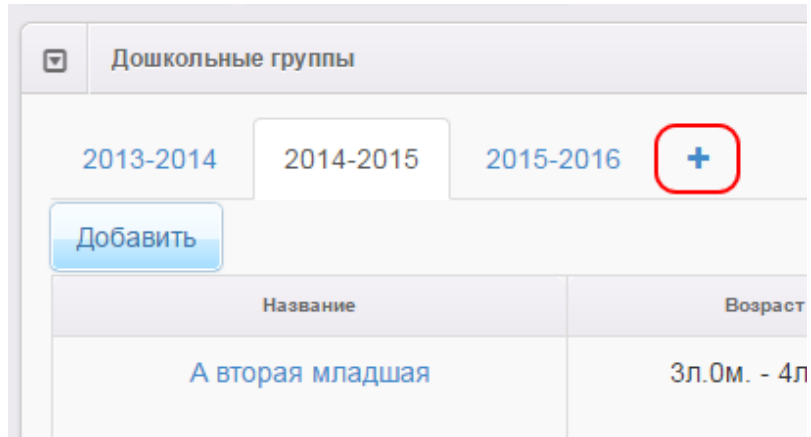 Дошкольные группы
2013-2014 2014-2015 2015-2016 +
Добавить
Название Возраст
А вторая младшая 3л.0м. - 4л